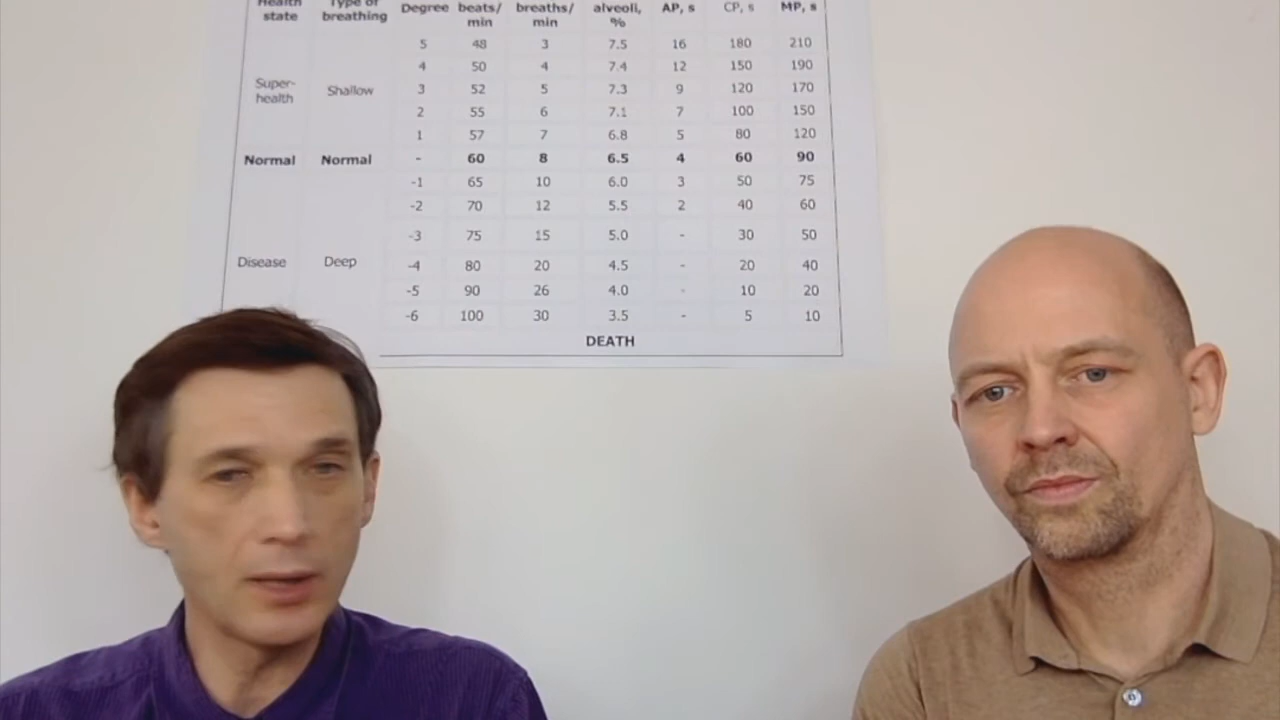 Health state Type of breathing Degree beats/ min breaths/ min alveoli, % AP, s CP, s MP, s
5 48 3 7.5 16 180 210
4 50 4 7.4 12 150 190
Super- health Shallow 3 52 5 7.3 9 120 170
2 55 6 7.1 7 100 150
1 57 7 6.8 5 80 120
Normal Normal - 60 8 6.5 4 60 90
-1 65 10 6.0 3 50 75
-2 70 12 5.5 2 40 60
-3 75 15 5.0 - 30 50
Disease Deep -4 80 20 4.5 - 20 40
-5 90 26 4.0 - 10 20
-6 100 30 3.5 - 5 10
DEATH